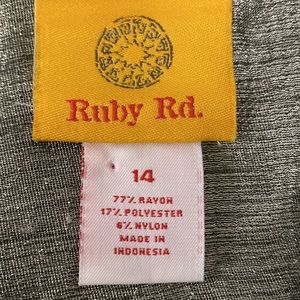 Ruby Rd.
14
77% RAYON
17% POLYESTER
6% NYLON
MADE IN
INDONESIA